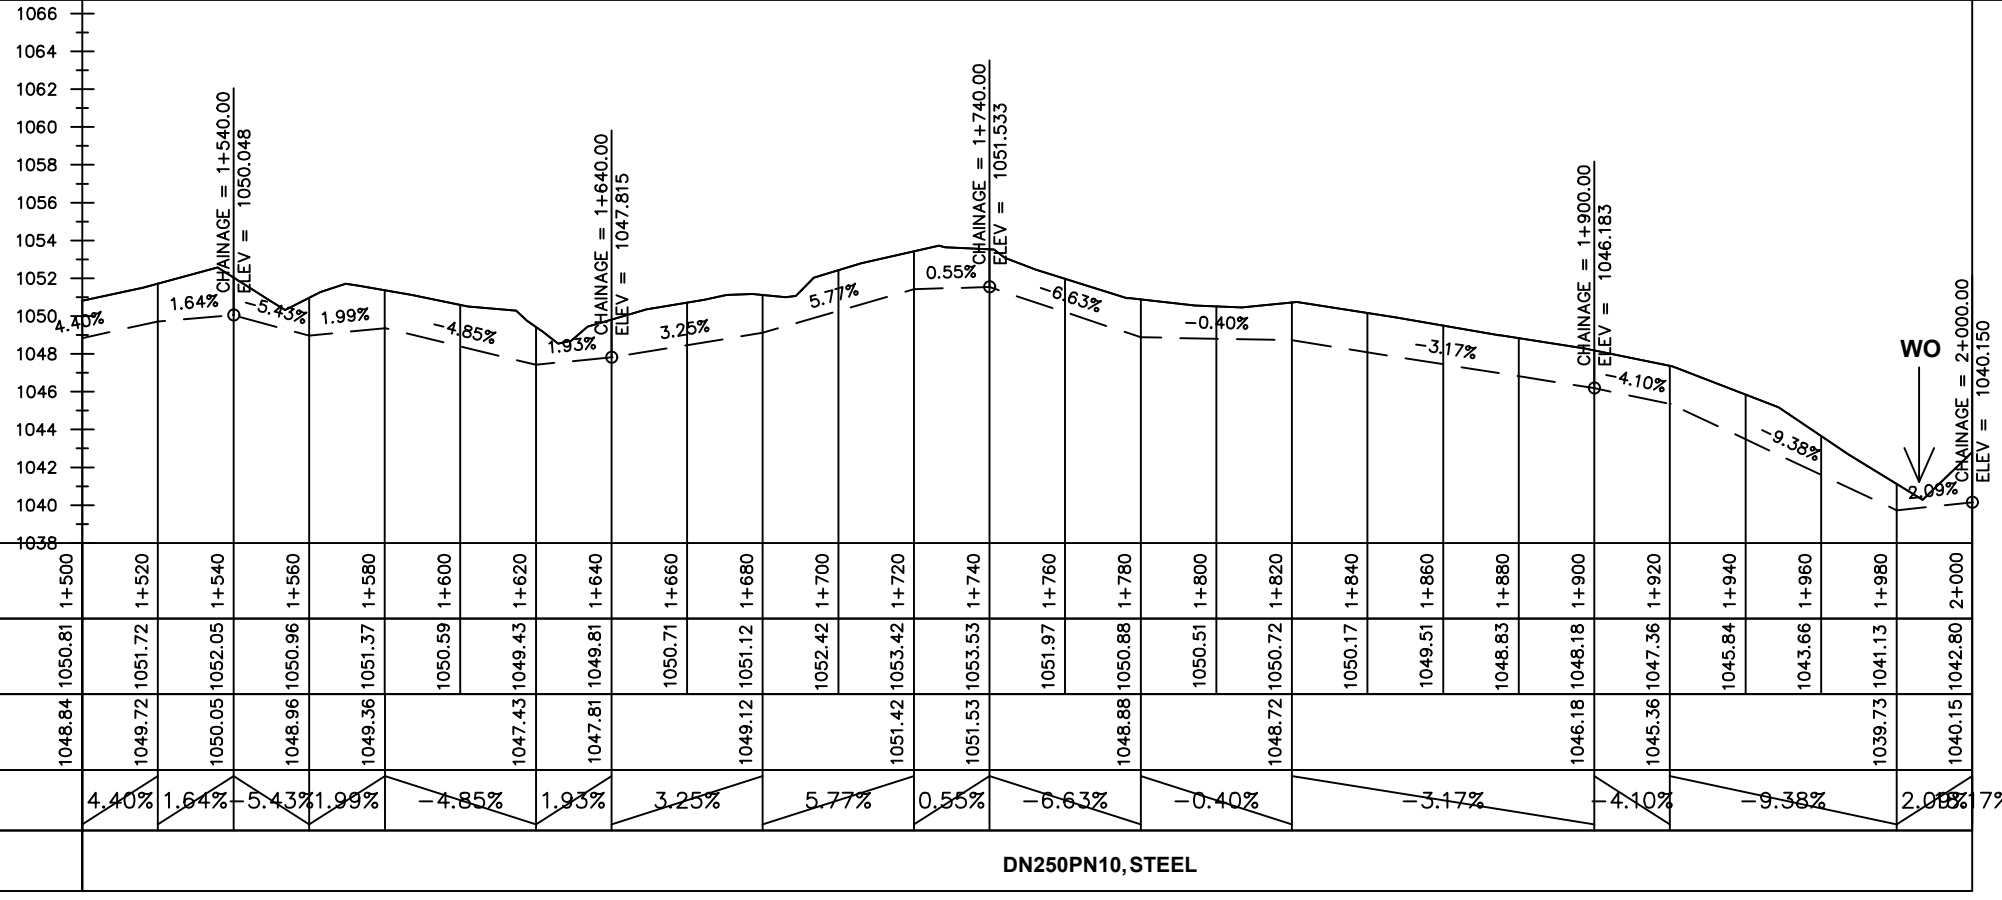 1066
1064
1062
1060
1058
1056
1054
1052
1050
1048
1046
1044
1042
1040
1038
CHAINAGE = 1+540.00
ELEV = 1050.048
CHAINAGE = 1+640.00
ELEV = 1047.815
CHAINAGE = 1+740.00
ELEV = 1051.533
CHAINAGE = 1+900.00
ELEV = 1046.183
CHAINAGE = 2+000.00
ELEV = 1040.150
WO
4.40% 1.64% -5.43% 1.99% -4.85% 1.93% 3.25% 5.77% 0.55% -6.63% -0.40% -3.17% -4.10% -9.38% 2.09%
1+500 1+520 1+540 1+560 1+580 1+600 1+620 1+640 1+660 1+680 1+700 1+720 1+740 1+760 1+780 1+800 1+820 1+840 1+860 1+880 1+900 1+920 1+940 1+960 1+980 2+000
1050.81 1051.72 1052.05 1050.96 1051.37 1050.59 1049.43 1049.81 1050.71 1051.12 1052.42 1053.42 1053.53 1051.97 1050.88 1050.51 1050.72 1050.17 1049.51 1048.83 1048.18 1047.36 1045.84 1043.66 1041.13 1042.80
1048.84 1049.72 1050.05 1048.96 1049.36 1047.43 1047.81 1049.12 1051.42 1051.53 1048.88 1048.72 1046.18 1045.36 1039.73 1040.15
4.40% 1.64% -5.43% 1.99% -4.85% 1.93% 3.25% 5.77% 0.55% -6.63% -0.40% -3.17% -4.10% -9.38% 2.09%
DN250PN10, STEEL